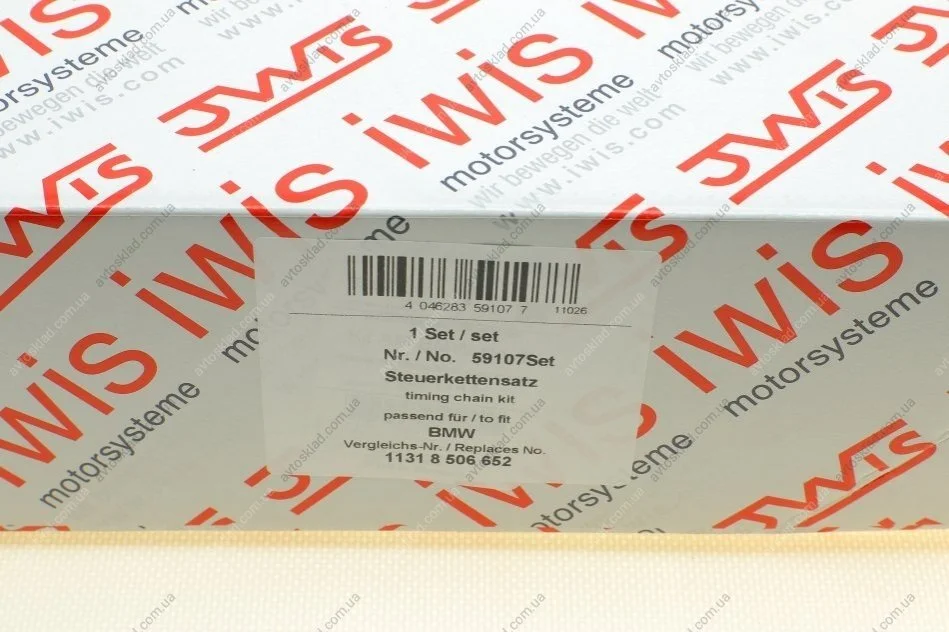 JWIS iwis motorsysteme
wir bewegen die welt
www.iwis.com
4 046283 59107 7 11026
1 Set / set
Nr. / No. 59107Set
Steuerkettensatz
timing chain kit
passend für / to fit
BMW
Vergleichs-Nr. / Replaces No.
1131 8 506 652
avtosklad.com.ua